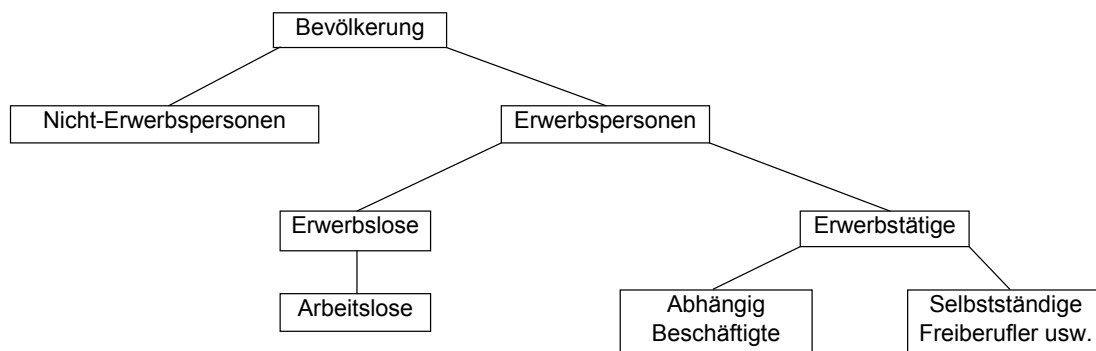 Bevölkerung
Nicht-Erwerbspersonen
Erwerbspersonen
Erwerbslose
Erwerbstätige
Arbeitslose
Abhängig
Beschäftigte
Selbstständige
Freiberufler usw.